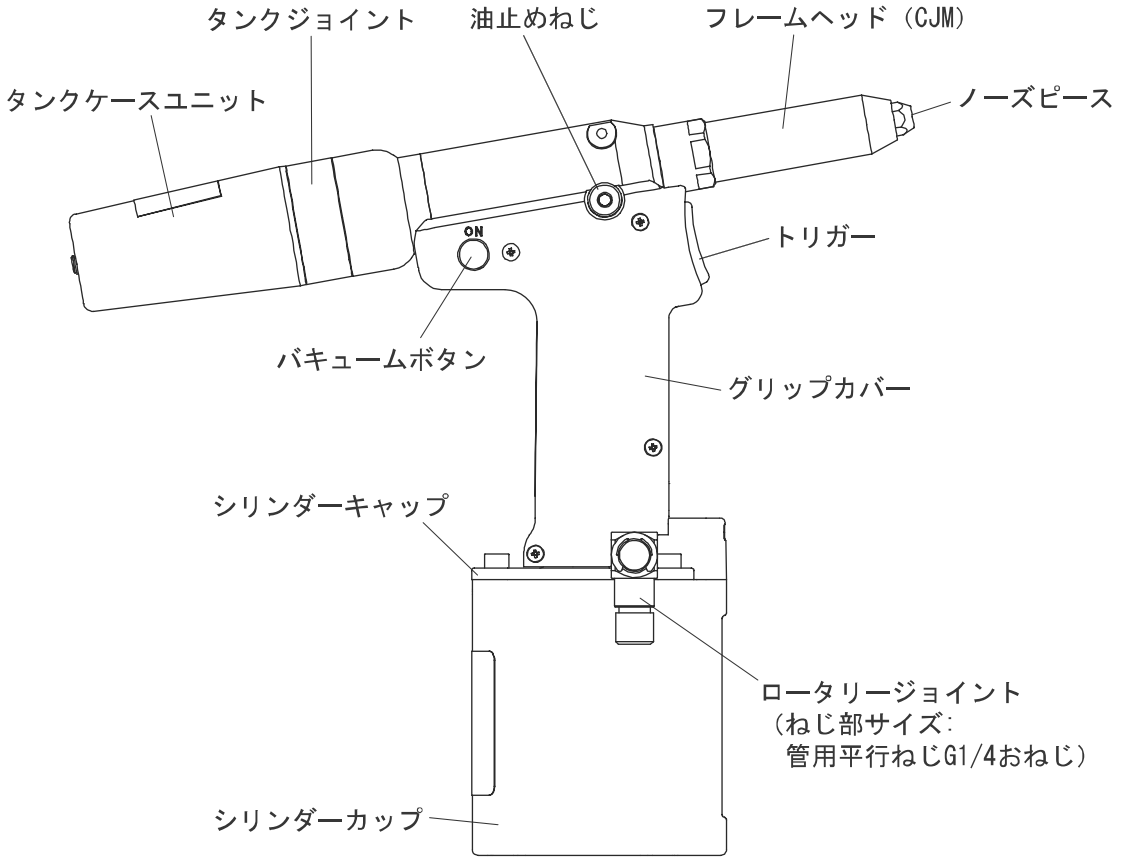 タンクジョイント
油止めねじ
フレームヘッド（CJM）
タンクケースユニット
ノーズピース
ON
トリガー
バキュームボタン
グリップカバー
シリンダーキャップ
ロータリージョイント
（ねじ部サイズ：
管用平行ねじG1/4おねじ）
シリンダーカップ